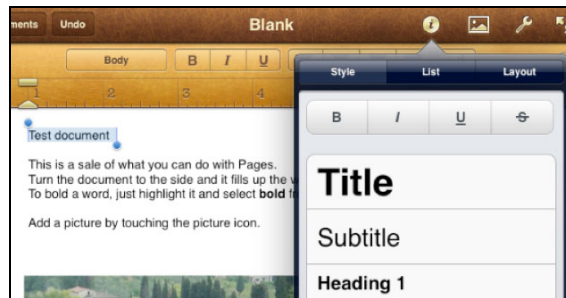 Undo
Blank
Body B I U
Style List Layout
1 2 3 4
B I U S
Test document
This is a sale of what you can do with Pages.
Turn the document to the side and it fills up the
To bold a word, just highlight it and select bold
Add a picture by touching the picture icon.
Title
Subtitle
Heading 1